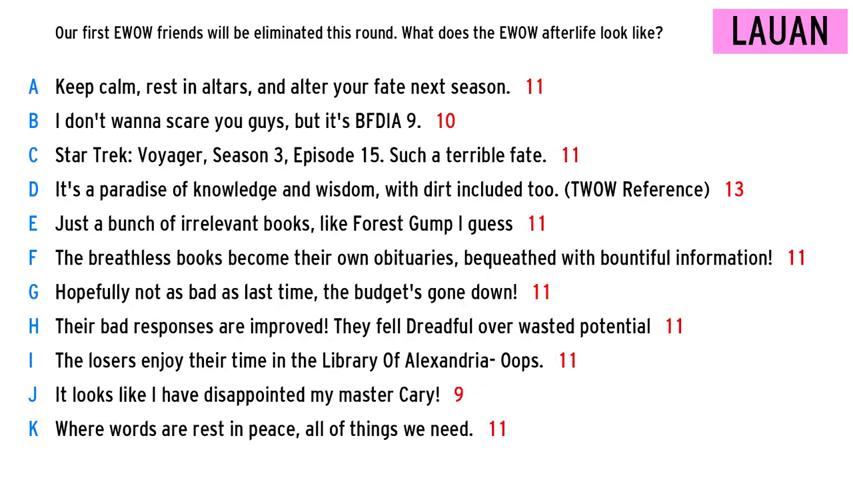 Our first EWOW friends will be eliminated this round. What does the EWOW afterlife look like?
LAUAN
A Keep calm, rest in altars, and alter your fate next season. 11
B I don't wanna scare you guys, but it's BFDIA 9. 10
C Star Trek: Voyager, Season 3, Episode 15. Such a terrible fate. 11
D It's a paradise of knowledge and wisdom, with dirt included too. (TWOW Reference) 13
E Just a bunch of irrelevant books, like Forest Gump I guess 11
F The breathless books become their own obituaries, bequeathed with bountiful information! 11
G Hopefully not as bad as last time, the budget's gone down! 11
H Their bad responses are improved! They fell Dreadful over wasted potential 11
I The losers enjoy their time in the Library Of Alexandria- Oops. 11
J It looks like I have disappointed my master Cary! 9
K Where words are rest in peace, all of things we need. 11